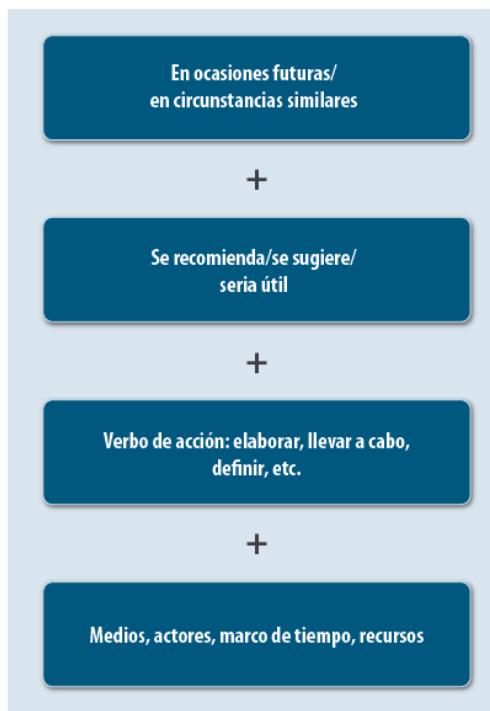 En ocasiones futuras/
en circunstancias similares
+
Se recomienda/se sugiere/
seria útil
+
Verbo de acción: elaborar, llevar a cabo,
definir, etc.
+
Medios, actores, marco de tiempo, recursos